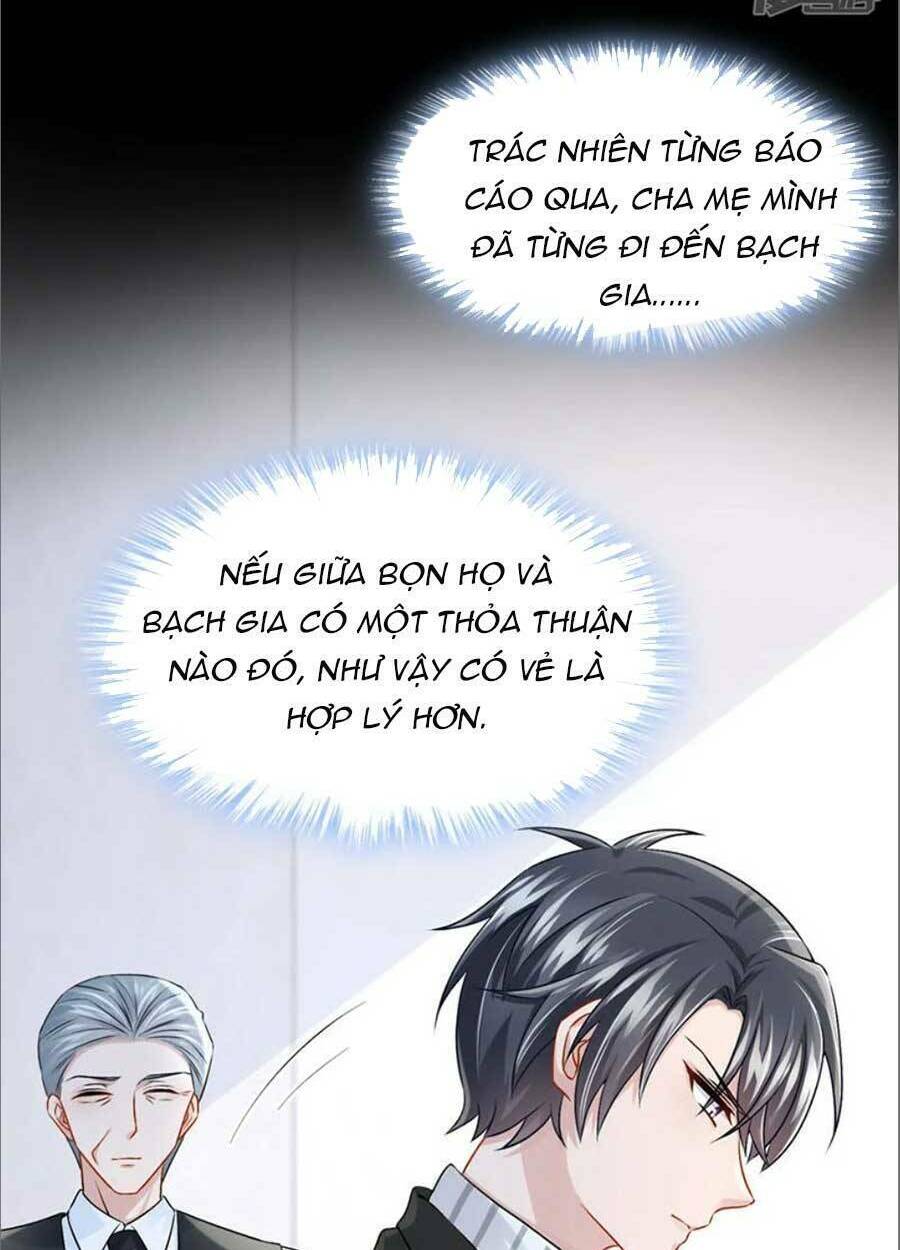 TRÁC NHIÊN TỪNG BÁO
CÁO QUA, CHA MẸ MÌNH
ĐÃ TỪNG ĐI ĐẾN BẠCH
GIA......
NẾU GIỮA BỌN HỌ VÀ
BẠCH GIA CÓ MỘT THỎA THUẬN
NÀO ĐÓ, NHƯ VẬY CÓ VẺ LÀ
HỢP LÝ HƠN.